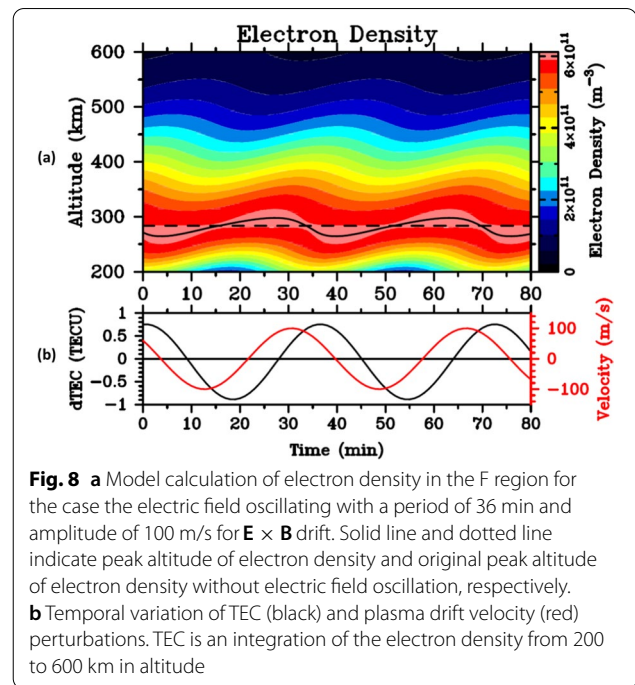 Electron Density
600
500
400
300
200
Altitude (km)
(a)
0 10 20 30 40 50 60 70 80
6×10¹¹
4×10¹¹
2×10¹¹
0
Electron Density (m⁻³)
1
0.5
0
−0.5
−1
dTEC (TECU)
(b)
100
0
−100
Velocity (m/s)
0 10 20 30 40 50 60 70 80
Time (min)
Fig. 8 a Model calculation of electron density in the F region for
the case the electric field oscillating with a period of 36 min and
amplitude of 100 m/s for E × B drift. Solid line and dotted line
indicate peak altitude of electron density and original peak altitude
of electron density without electric field oscillation, respectively.
b Temporal variation of TEC (black) and plasma drift velocity (red)
perturbations. TEC is an integration of the electron density from 200
to 600 km in altitude